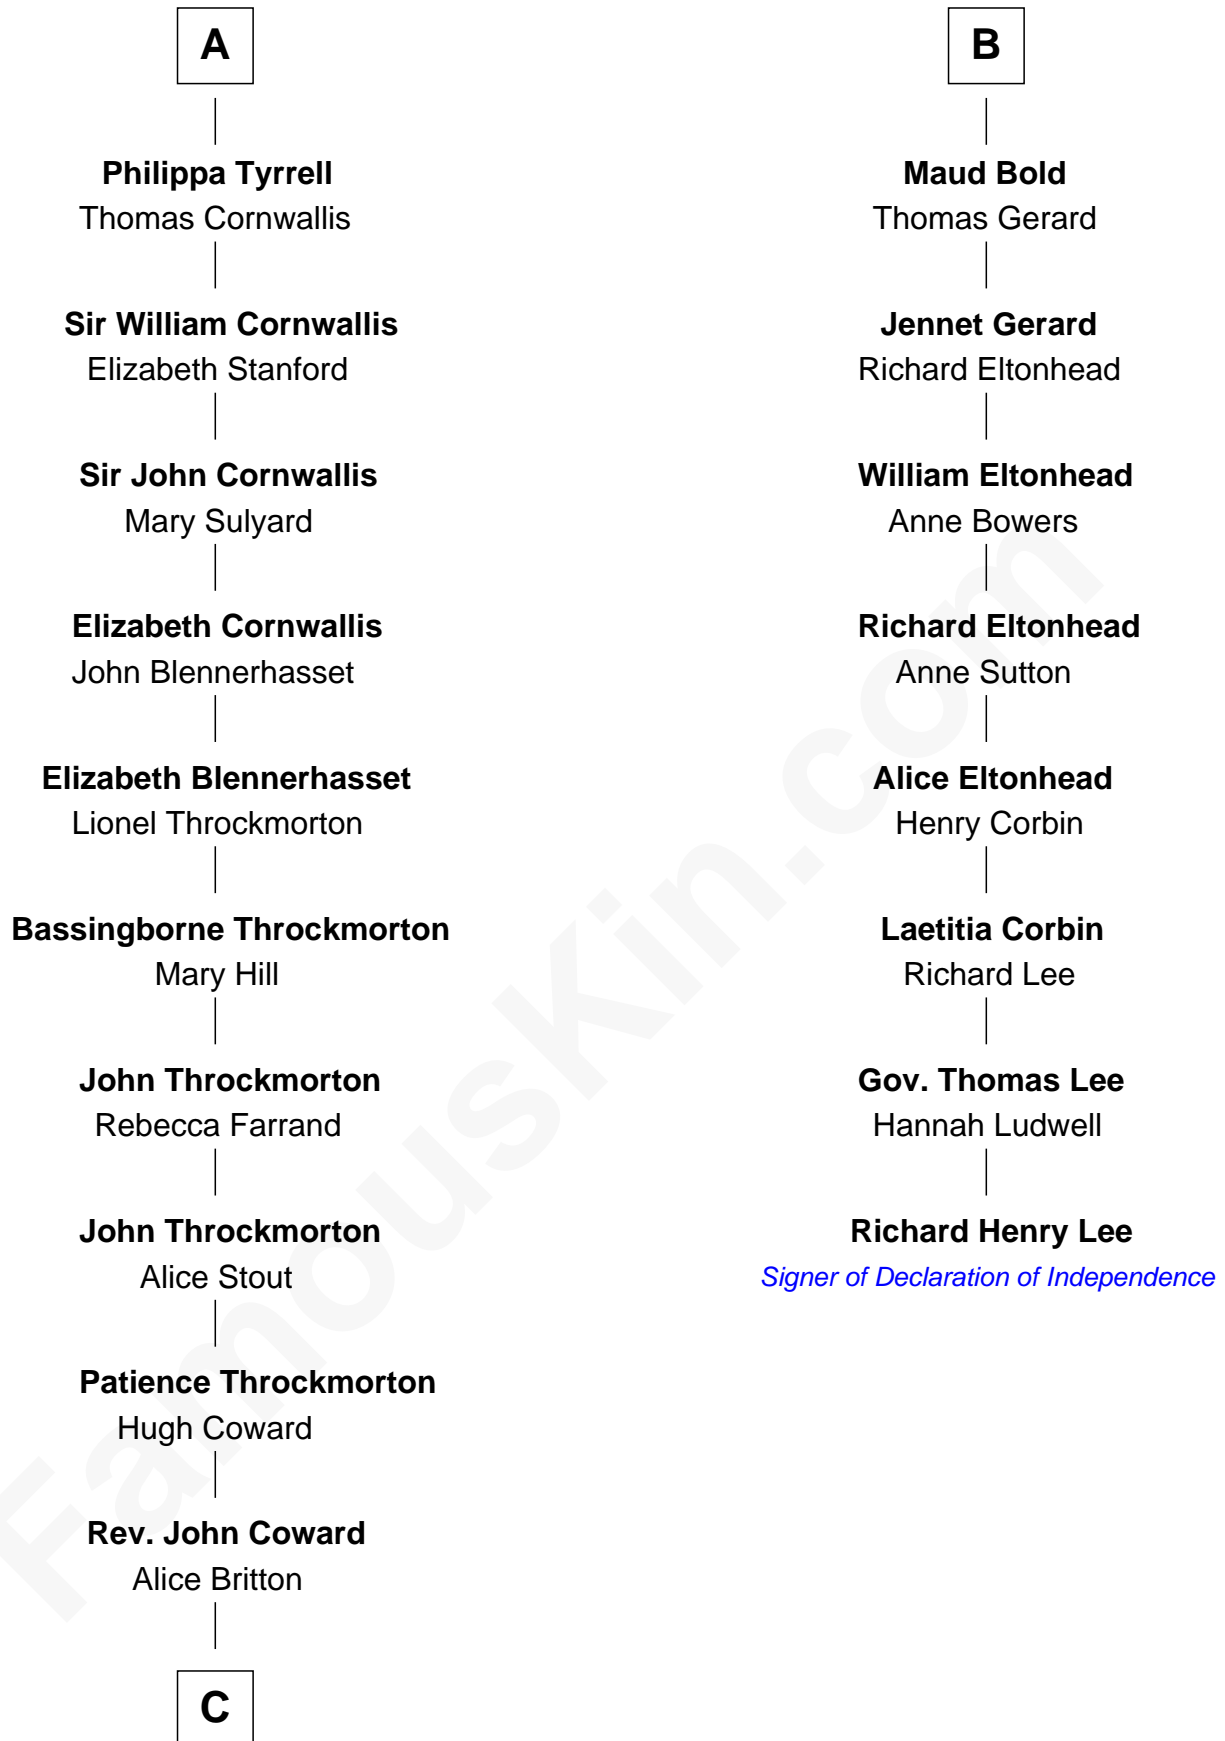 A
Philippa Tyrrell
Thomas Cornwallis
Sir William Cornwallis
Elizabeth Stanford
Sir John Cornwallis
Mary Sulyard
Elizabeth Cornwallis
John Blennerhasset
Elizabeth Blennerhasset
Lionel Throckmorton
Bassingborne Throckmorton
Mary Hill
John Throckmorton
Rebecca Farrand
John Throckmorton
Alice Stout
Patience Throckmorton
Hugh Coward
Rev. John Coward
Alice Britton
C
B
Maud Bold
Thomas Gerard
Jennet Gerard
Richard Eltonhead
William Eltonhead
Anne Bowers
Richard Eltonhead
Anne Sutton
Alice Eltonhead
Henry Corbin
Laetitia Corbin
Richard Lee
Gov. Thomas Lee
Hannah Ludwell
Richard Henry Lee
Signer of Declaration of Independence
FamousKin.com